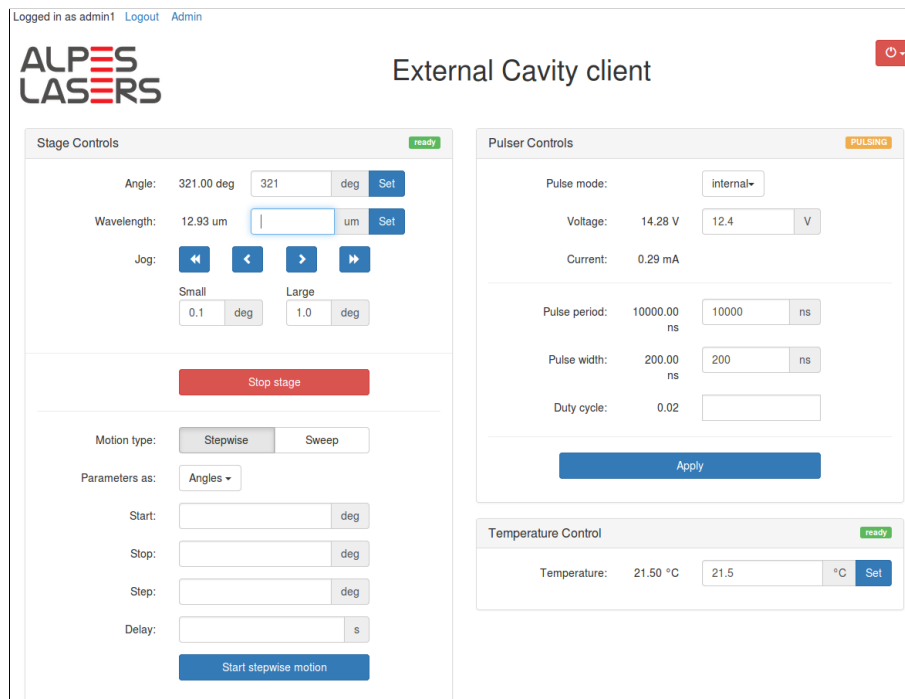 Logged in as admin1 Logout Admin
ALPES
LASERS
External Cavity client
Stage Controls ready
Angle: 321.00 deg 321 deg Set
Wavelength: 12.93 um um Set
Jog:
Small Large
0.1 deg 1.0 deg
Stop stage
Motion type: Stepwise Sweep
Parameters as: Angles
Start: deg
Stop: deg
Step: deg
Delay: s
Start stepwise motion
Pulser Controls PULSING
Pulse mode: internal
Voltage: 14.28 V 12.4 V
Current: 0.29 mA
Pulse period: 10000.00 10000 ns
ns
Pulse width: 200.00 200 ns
ns
Duty cycle: 0.02
Apply
Temperature Control ready
Temperature: 21.50 °C 21.5 °C Set